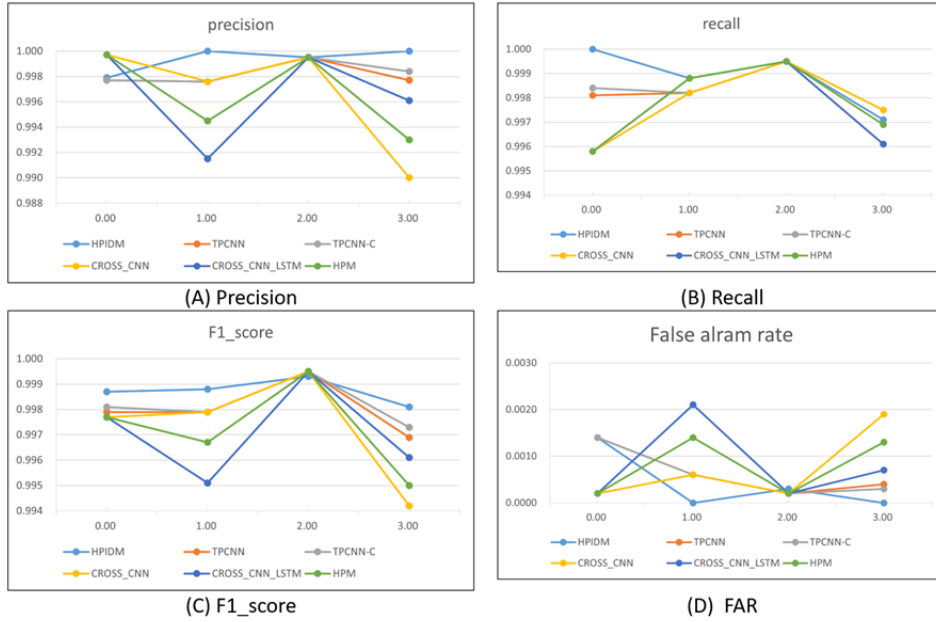 precision
1.000
0.998
0.996
0.994
0.992
0.990
0.988
0.00 1.00 2.00 3.00
HPIDM TPCNN TPCNN-C
CROSS_CNN CROSS_CNN_LSTM HPM
(A) Precision
recall
1.000
0.999
0.998
0.997
0.996
0.995
0.994
0.00 1.00 2.00 3.00
HPIDM TPCNN TPCNN-C
CROSS_CNN CROSS_CNN_LSTM HPM
(B) Recall
F1_score
1.000
0.999
0.998
0.997
0.996
0.995
0.994
0.00 1.00 2.00 3.00
HPIDM TPCNN TPCNN-C
CROSS_CNN CROSS_CNN_LSTM HPM
(C) F1_score
False alram rate
0.0030
0.0020
0.0010
0.0000
0.00 1.00 2.00 3.00
HPIDM TPCNN TPCNN-C
CROSS_CNN CROSS_CNN_LSTM HPM
(D) FAR